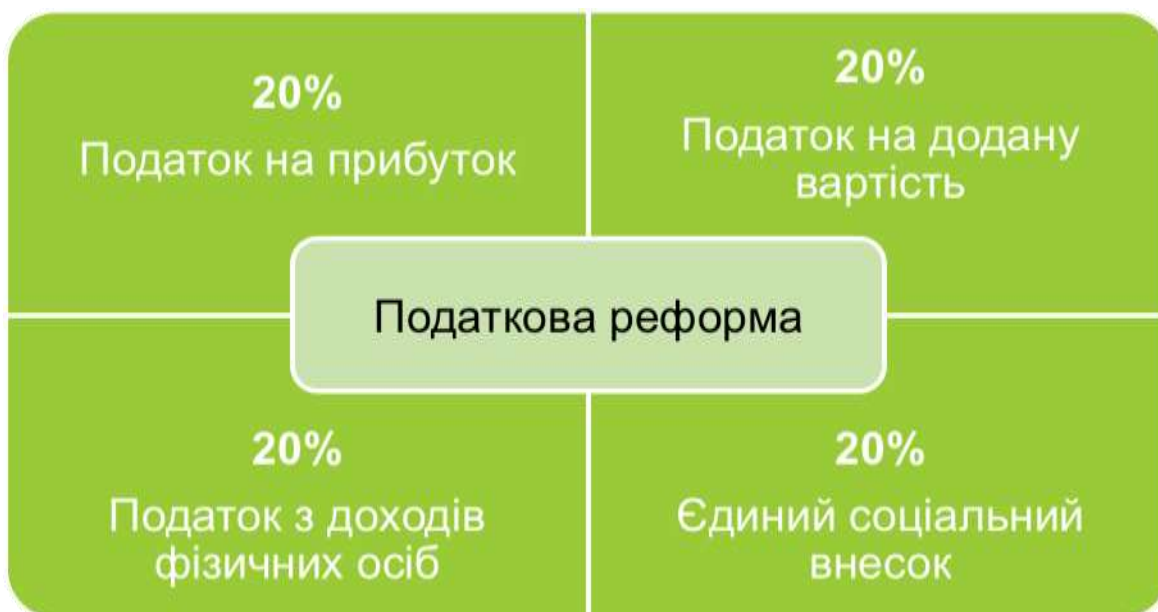 20%
Податок на прибуток
20%
Податок на додану
вартість
Податкова реформа
20%
Податок з доходів
фізичних осіб
20%
Єдиний соціальний
внесок